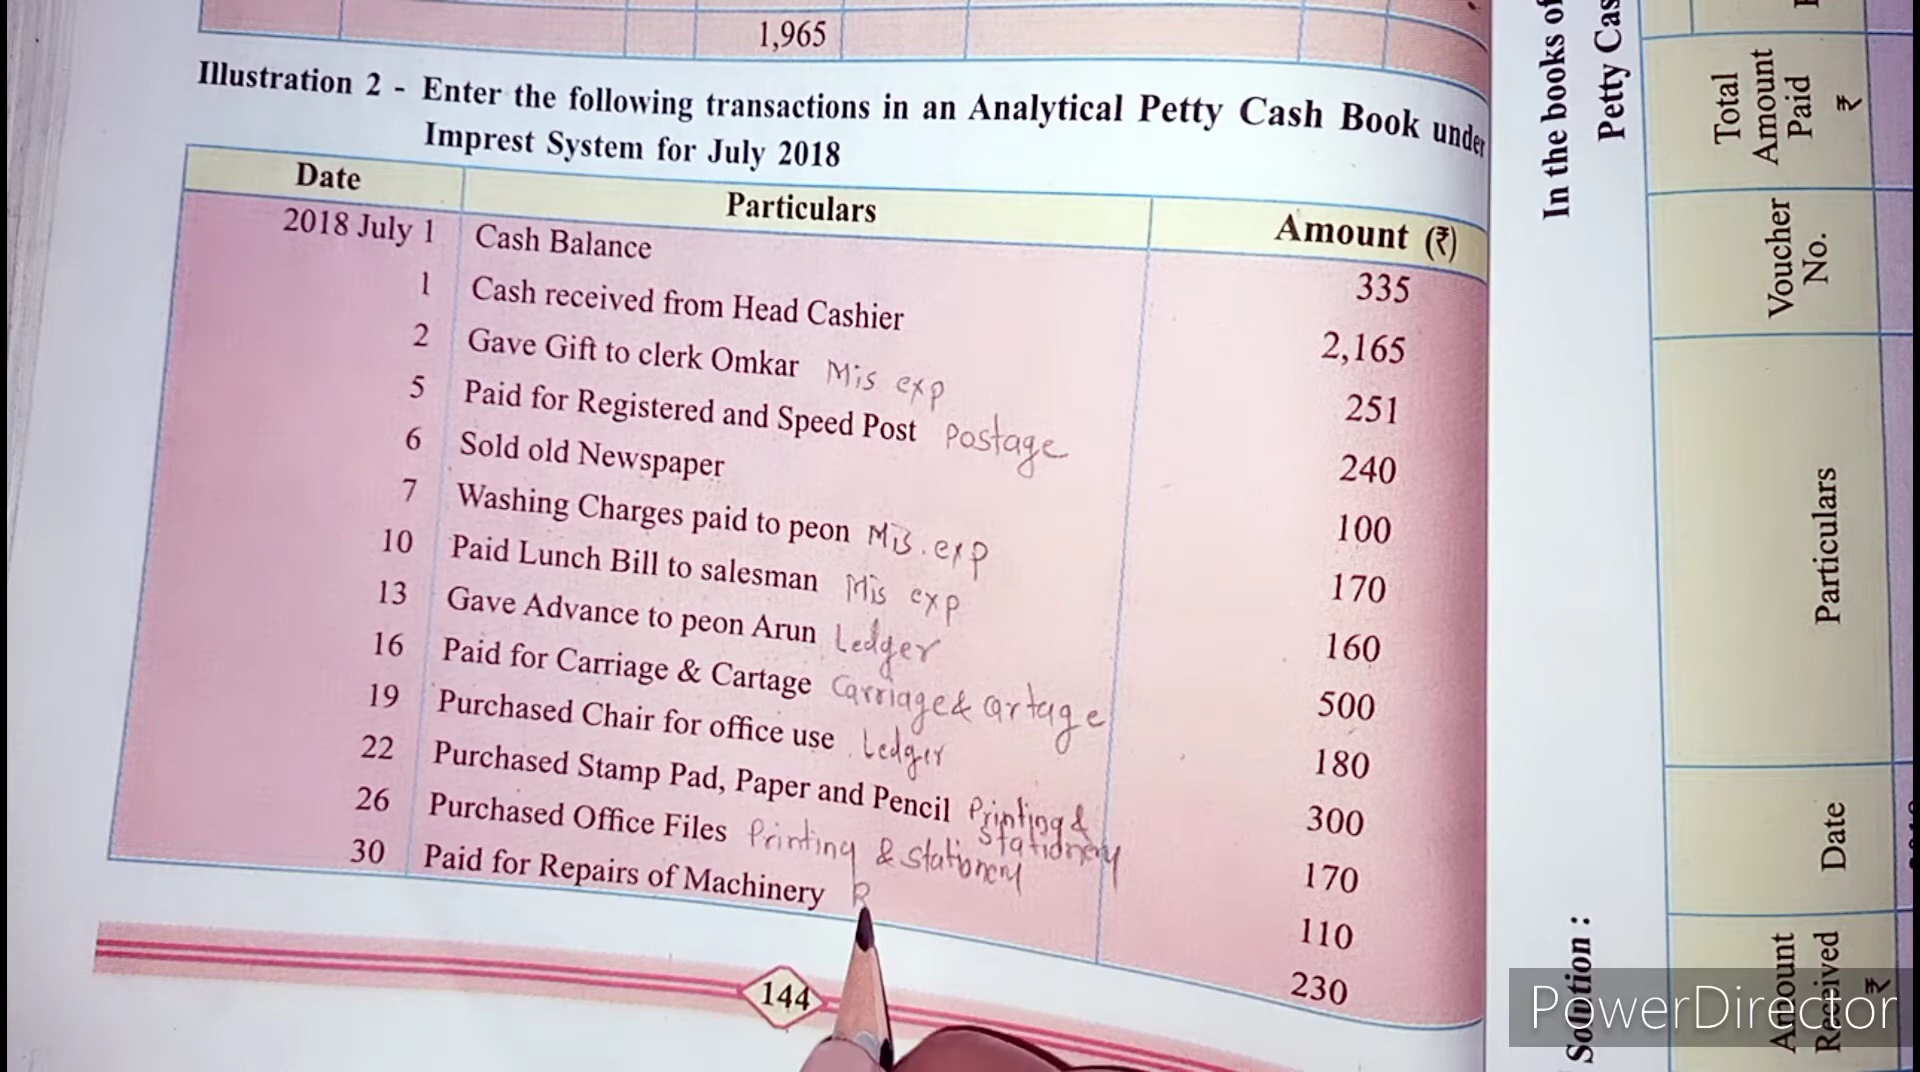 1,965
Illustration 2 - Enter the following transactions in an Analytical Petty Cash Book under
Imprest System for July 2018
Date Particulars Amount (₹)
2018 July 1 Cash Balance 335
1 Cash received from Head Cashier 2,165
2 Gave Gift to clerk Omkar Mis exp 251
5 Paid for Registered and Speed Post Postage 240
6 Sold old Newspaper 100
7 Washing Charges paid to peon Mis. exp 170
10 Paid Lunch Bill to salesman Mis exp 160
13 Gave Advance to peon Arun Ledger 500
16 Paid for Carriage & Cartage Carriage & Cartage 180
19 Purchased Chair for office use Ledger 300
22 Purchased Stamp Pad, Paper and Pencil Printing & Stationery 170
26 Purchased Office Files Printing & Stationery 110
30 Paid for Repairs of Machinery R 230
144
In the books of
Petty Cas
Solution :
Amount Received ₹
Date
Particulars
Voucher No.
Total Amount Paid ₹
PowerDirector